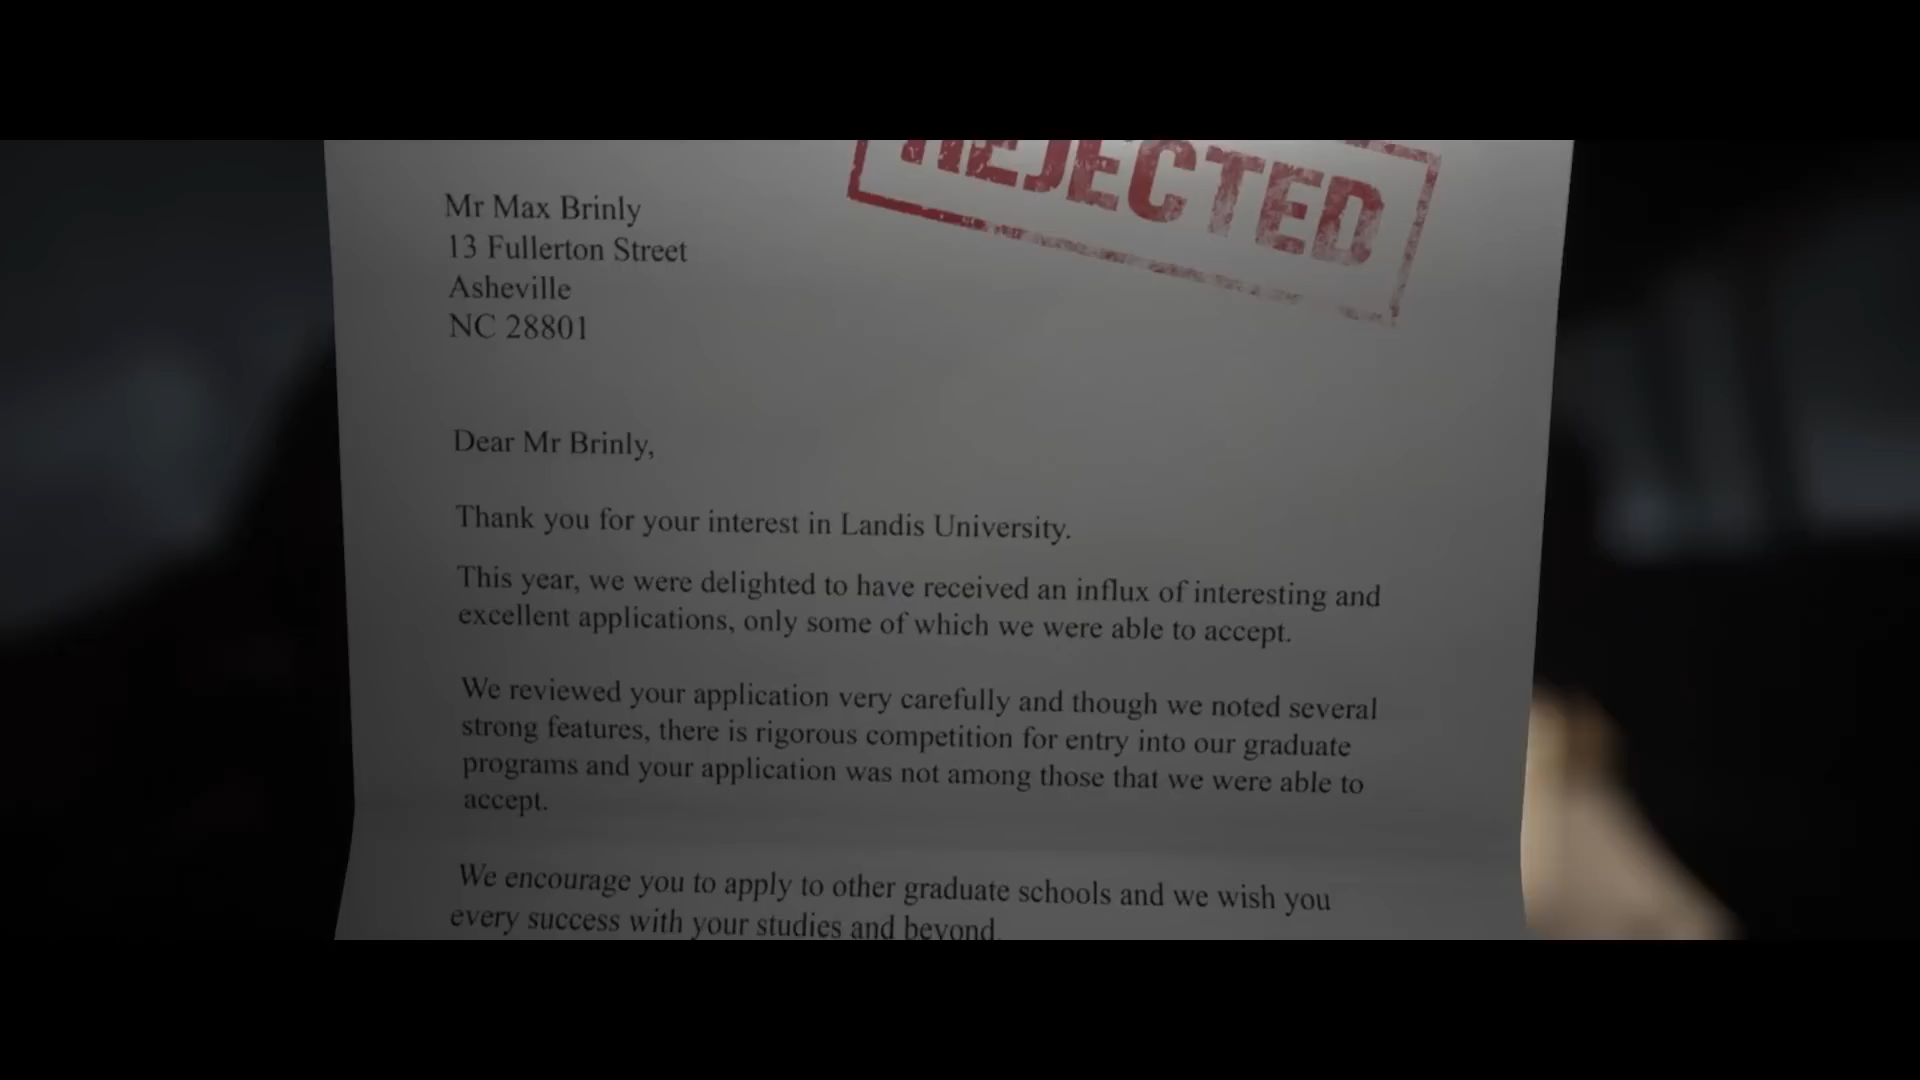 REJECTED
Mr Max Brinly
13 Fullerton Street
Asheville
NC 28801
Dear Mr Brinly,
Thank you for your interest in Landis University.
This year, we were delighted to have received an influx of interesting and
excellent applications, only some of which we were able to accept.
We reviewed your application very carefully and though we noted several
strong features, there is rigorous competition for entry into our graduate
programs and your application was not among those that we were able to
accept.
We encourage you to apply to other graduate schools and we wish you
every success with your studies and beyond.